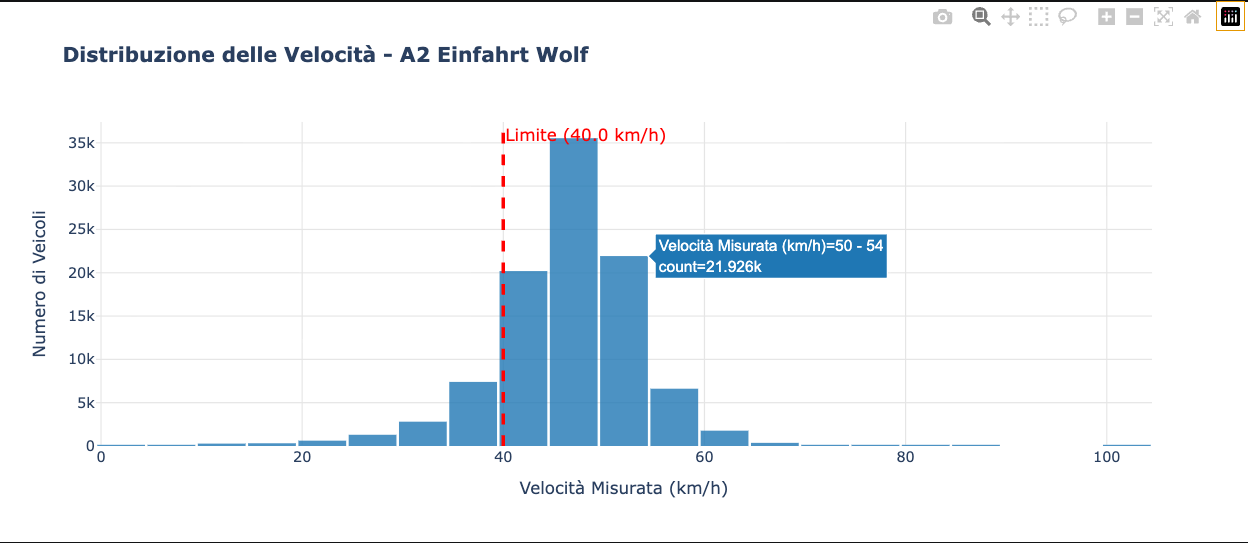 Distribuzione delle Velocità - A2 Einfahrt Wolf
Limite (40.0 km/h)
35k
30k
25k
20k
15k
10k
5k
0
Numero di Veicoli
Velocità Misurata (km/h)=50 - 54
count=21.926k
0 20 40 60 80 100
Velocità Misurata (km/h)